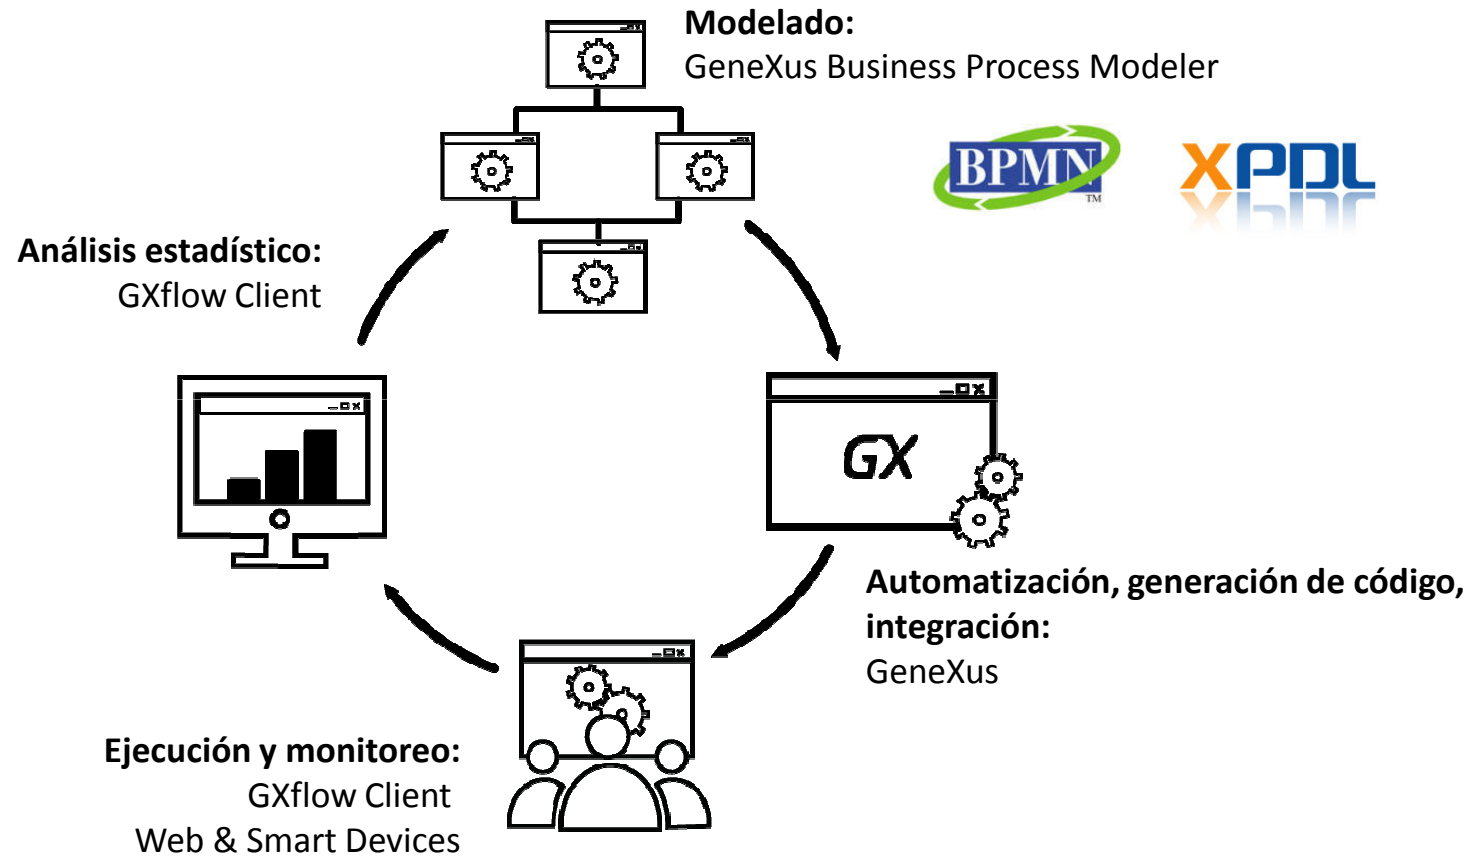 Modelado:
GeneXus Business Process Modeler
BPMN
TM
XPDL
Análisis estadístico:
GXflow Client
GX
Automatización, generación de código,
integración:
GeneXus
Ejecución y monitoreo:
GXflow Client
Web & Smart Devices